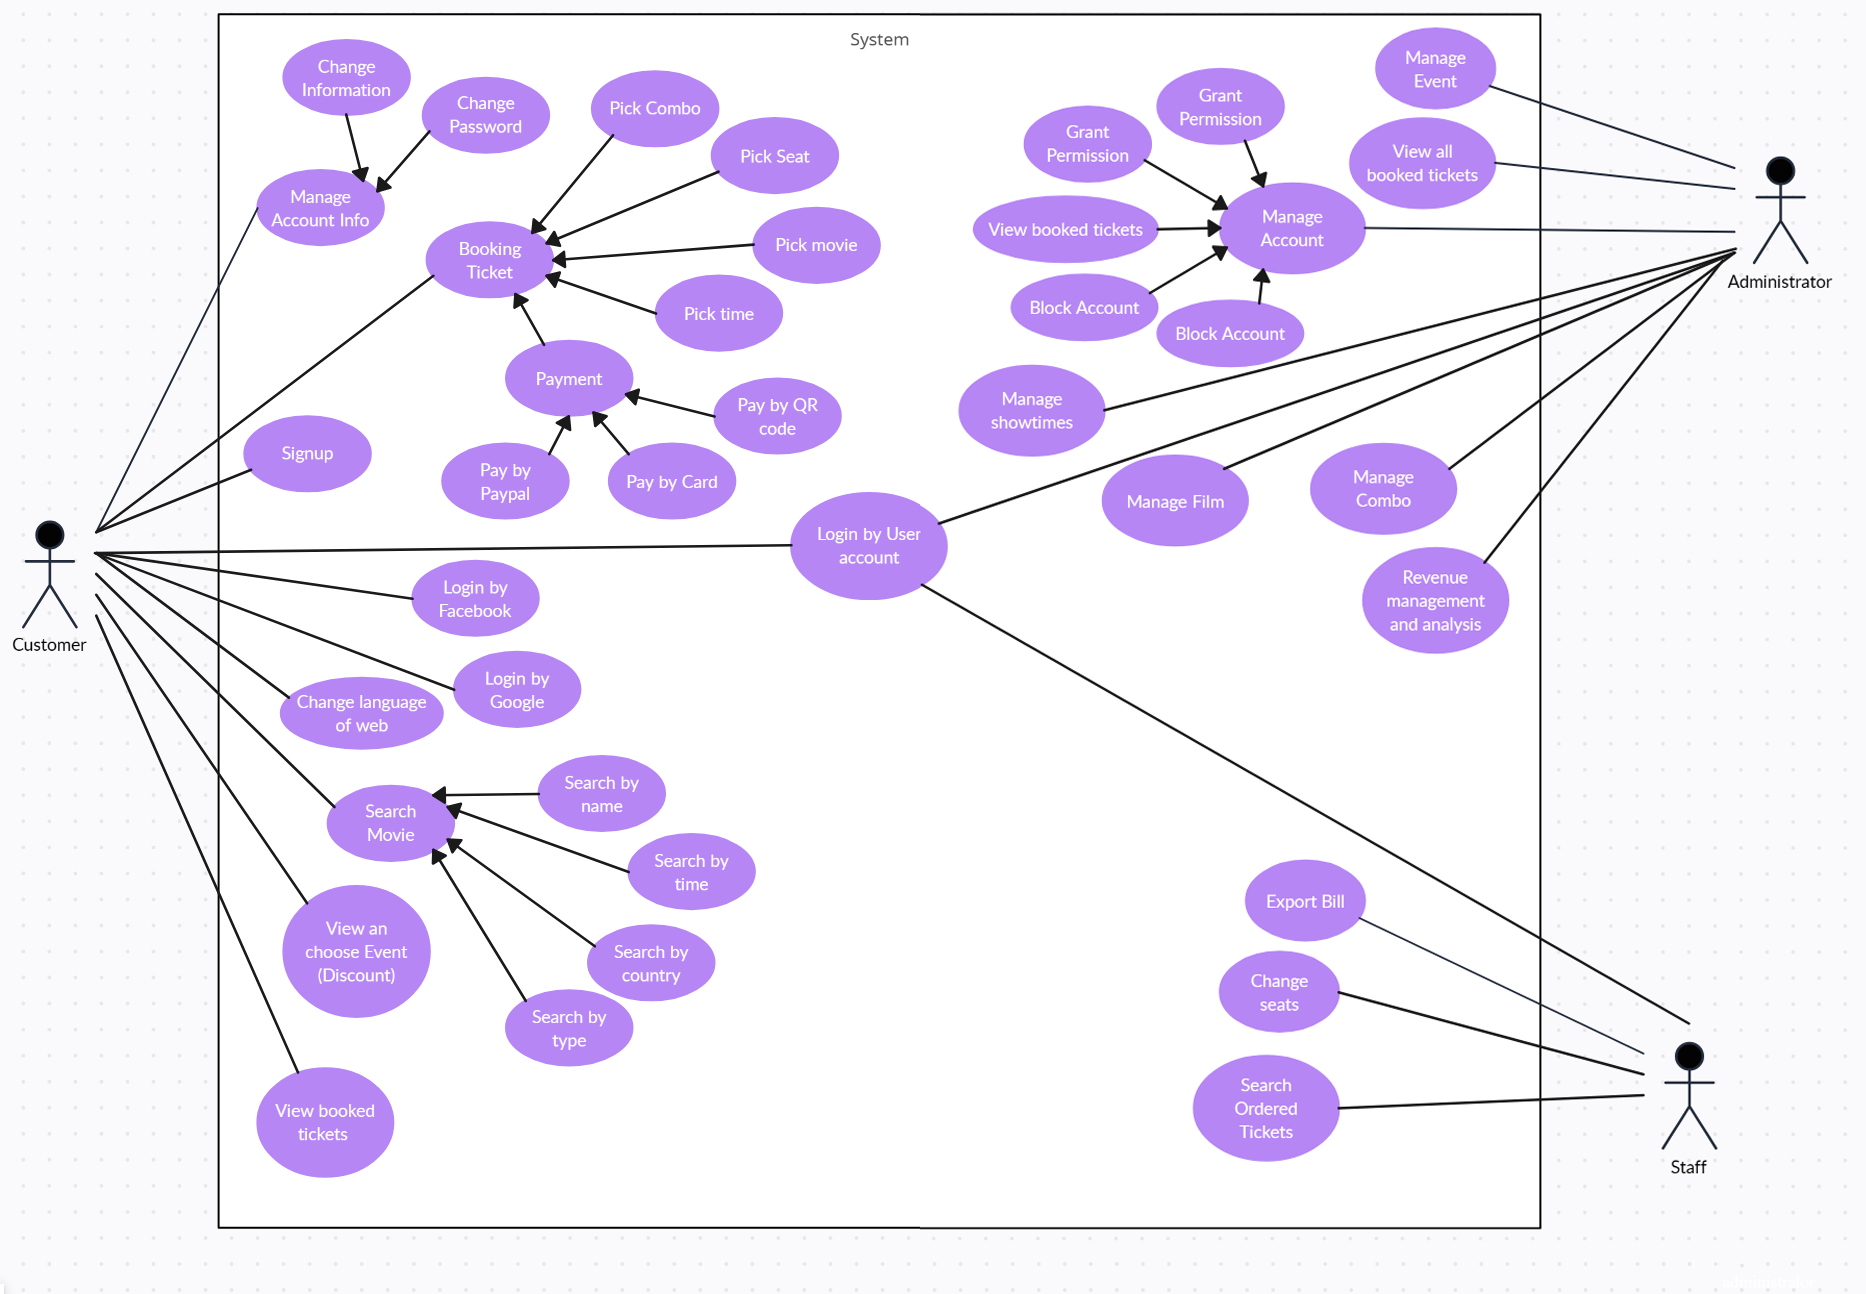 System
Change
Information
Change
Password
Manage
Account Info
Pick Combo
Pick Seat
Booking
Ticket
Pick movie
Pick time
Payment
Pay by QR
code
Pay by
Paypal
Pay by Card
Signup
Grant
Permission
Grant
Permission
View booked tickets
Manage
Account
Block Account
Block Account
Manage
Event
View all
booked tickets
Administrator
Manage
showtimes
Manage Film
Manage
Combo
Revenue
management
and analysis
Login by User
account
Customer
Login by
Facebook
Login by
Google
Change language
of web
Search
Movie
Search by
name
Search by
time
Search by
country
Search by
type
View an
choose Event
(Discount)
View booked
tickets
Export Bill
Change
seats
Search
Ordered
Tickets
Staff